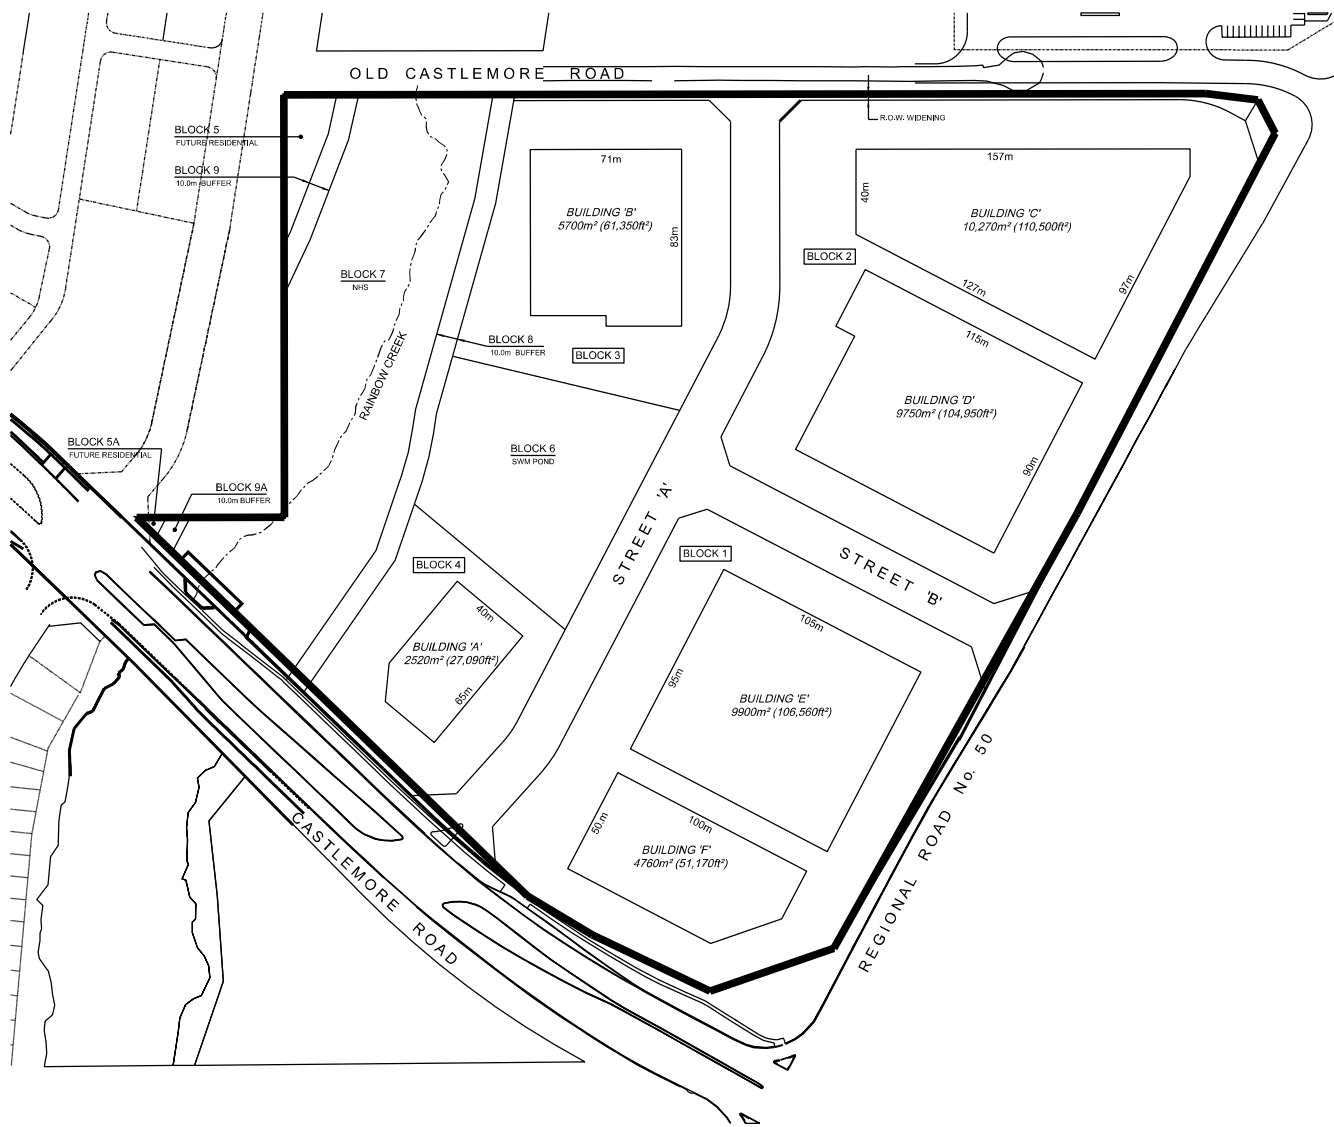 OLD CASTLEMORE ROAD
R.O.W. WIDENING
BLOCK 5
FUTURE RESIDENTIAL
BLOCK 9
10.0m BUFFER
71m
BUILDING 'B'
5700m² (61,350ft²)
83m
157m
40m
BUILDING 'C'
10,270m² (110,500ft²)
127m
97m
BLOCK 2
BLOCK 7
NHS
RAINBOW CREEK
BLOCK 8
10.0m BUFFER
BLOCK 3
115m
BUILDING 'D'
9750m² (104,950ft²)
90m
BLOCK 5A
FUTURE RESIDENTIAL
BLOCK 9A
10.0m BUFFER
BLOCK 6
SWM POND
STREET 'A'
STREET 'B'
BLOCK 1
BLOCK 4
40m
BUILDING 'A'
2520m² (27,090ft²)
65m
105m
95m
BUILDING 'E'
9900m² (106,560ft²)
50.m
100m
BUILDING 'F'
4760m² (51,170ft²)
CASTLEMORE ROAD
REGIONAL ROAD No. 50